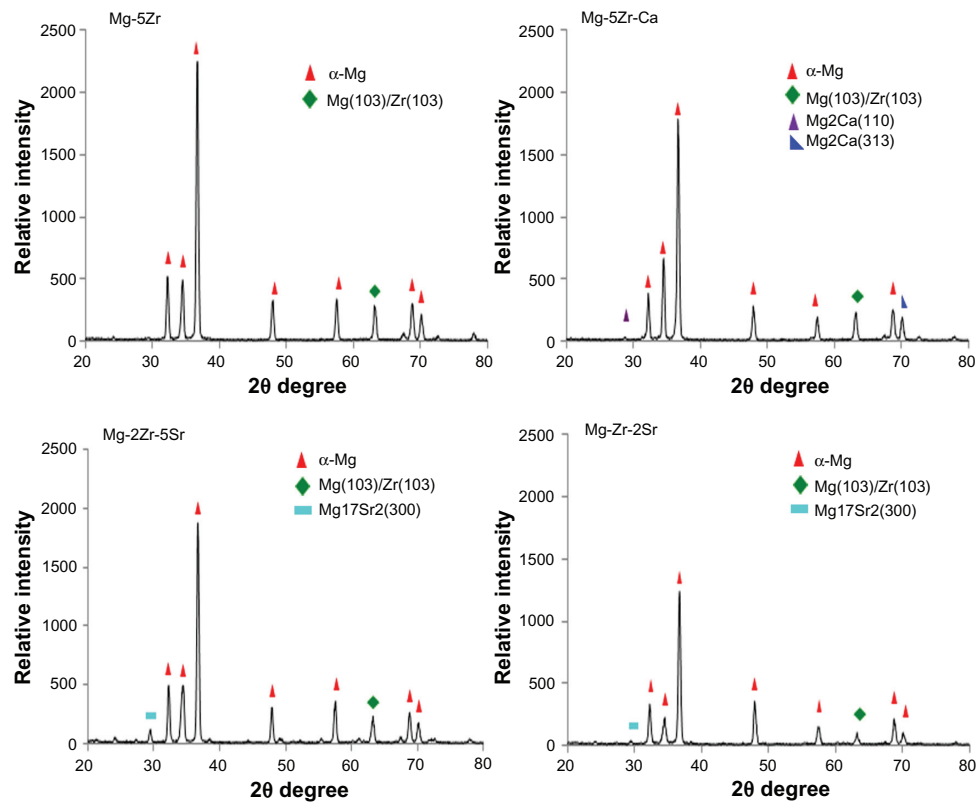 Mg-5Zr
2500
2000
1500
1000
500
0
Relative intensity
α-Mg
Mg(103)/Zr(103)
20 30 40 50 60 70 80
2θ degree
Mg-5Zr-Ca
2500
2000
1500
1000
500
0
Relative intensity
α-Mg
Mg(103)/Zr(103)
Mg2Ca(110)
Mg2Ca(313)
20 30 40 50 60 70 80
2θ degree
Mg-2Zr-5Sr
2500
2000
1500
1000
500
0
Relative intensity
α-Mg
Mg(103)/Zr(103)
Mg17Sr2(300)
20 30 40 50 60 70 80
2θ degree
Mg-Zr-2Sr
2500
2000
1500
1000
500
0
Relative intensity
α-Mg
Mg(103)/Zr(103)
Mg17Sr2(300)
20 30 40 50 60 70 80
2θ degree